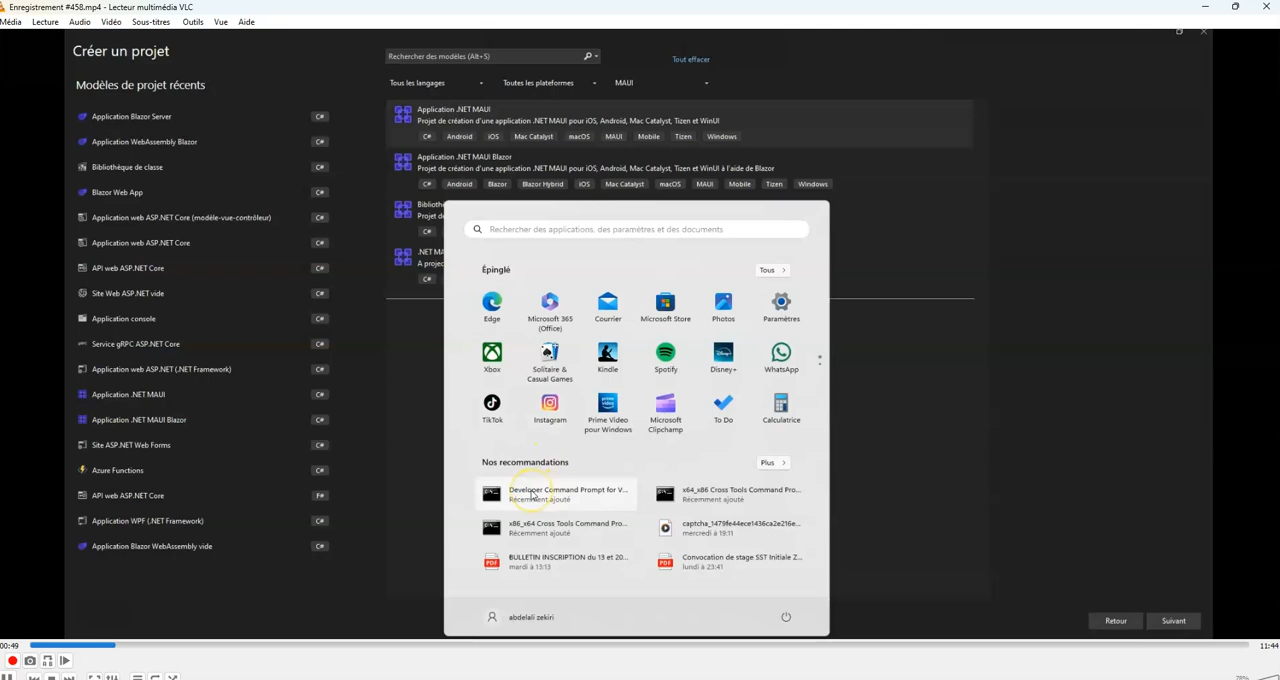 Enregistrement #458.mp4 - Lecteur multimédia VLC
Média Lecture Audio Vidéo Sous-titres Outils Vue Aide
Créer un projet
Modèles de projet récents
Application Blazor Server C#
Application WebAssembly Blazor C#
Bibliothèque de classe C#
Blazor Web App C#
Application web ASP.NET Core (modèle-vue-contrôleur) C#
Application web ASP.NET Core C#
API web ASP.NET Core C#
Site Web ASP.NET vide C#
Application console C#
Service gRPC ASP.NET Core C#
Application web ASP.NET (.NET Framework) C#
Application .NET MAUI C#
Application .NET MAUI Blazor C#
Site ASP.NET Web Forms C#
Azure Functions C#
API web ASP.NET Core F#
Application WPF (.NET Framework) C#
Application Blazor WebAssembly vide C#
Rechercher des modèles (Alt+S)
Tout effacer
Tous les langages Toutes les plateformes MAUI
Application .NET MAUI
Projet de création d'une application .NET MAUI pour iOS, Android, Mac Catalyst, Tizen et WinUI
C# Android iOS Mac Catalyst macOS MAUI Mobile Tizen Windows
Application .NET MAUI Blazor
Projet de création d'une application .NET MAUI pour iOS, Android, Mac Catalyst, Tizen et WinUI à l'aide de Blazor
C# Android Blazor Blazor Hybrid iOS Mac Catalyst macOS MAUI Mobile Tizen Windows
Biblioth
Projet d
C#
.NET MA
A projec
C#
Rechercher des applications, des paramètres et des documents
Épinglé Tous >
Edge Microsoft 365 (Office) Courrier Microsoft Store Photos Paramètres
Xbox Solitaire & Casual Games Kindle Spotify Disney+ WhatsApp
TikTok Instagram Prime Video pour Windows Microsoft Clipchamp To Do Calculatrice
Nos recommandations Plus >
Developer Command Prompt for V...
Récemment ajouté
x64_x86 Cross Tools Command Pro...
Récemment ajouté
x86_x64 Cross Tools Command Pro...
Récemment ajouté
captcha_1479fe44ece1436ca2e216e...
mercredi à 19:11
BULLETIN INSCRIPTION du 13 et 20...
mardi à 13:13
Convocation de stage SST Initiale Z...
lundi à 23:41
abdelali zekiri
Retour Suivant
00:49 11:44
78%